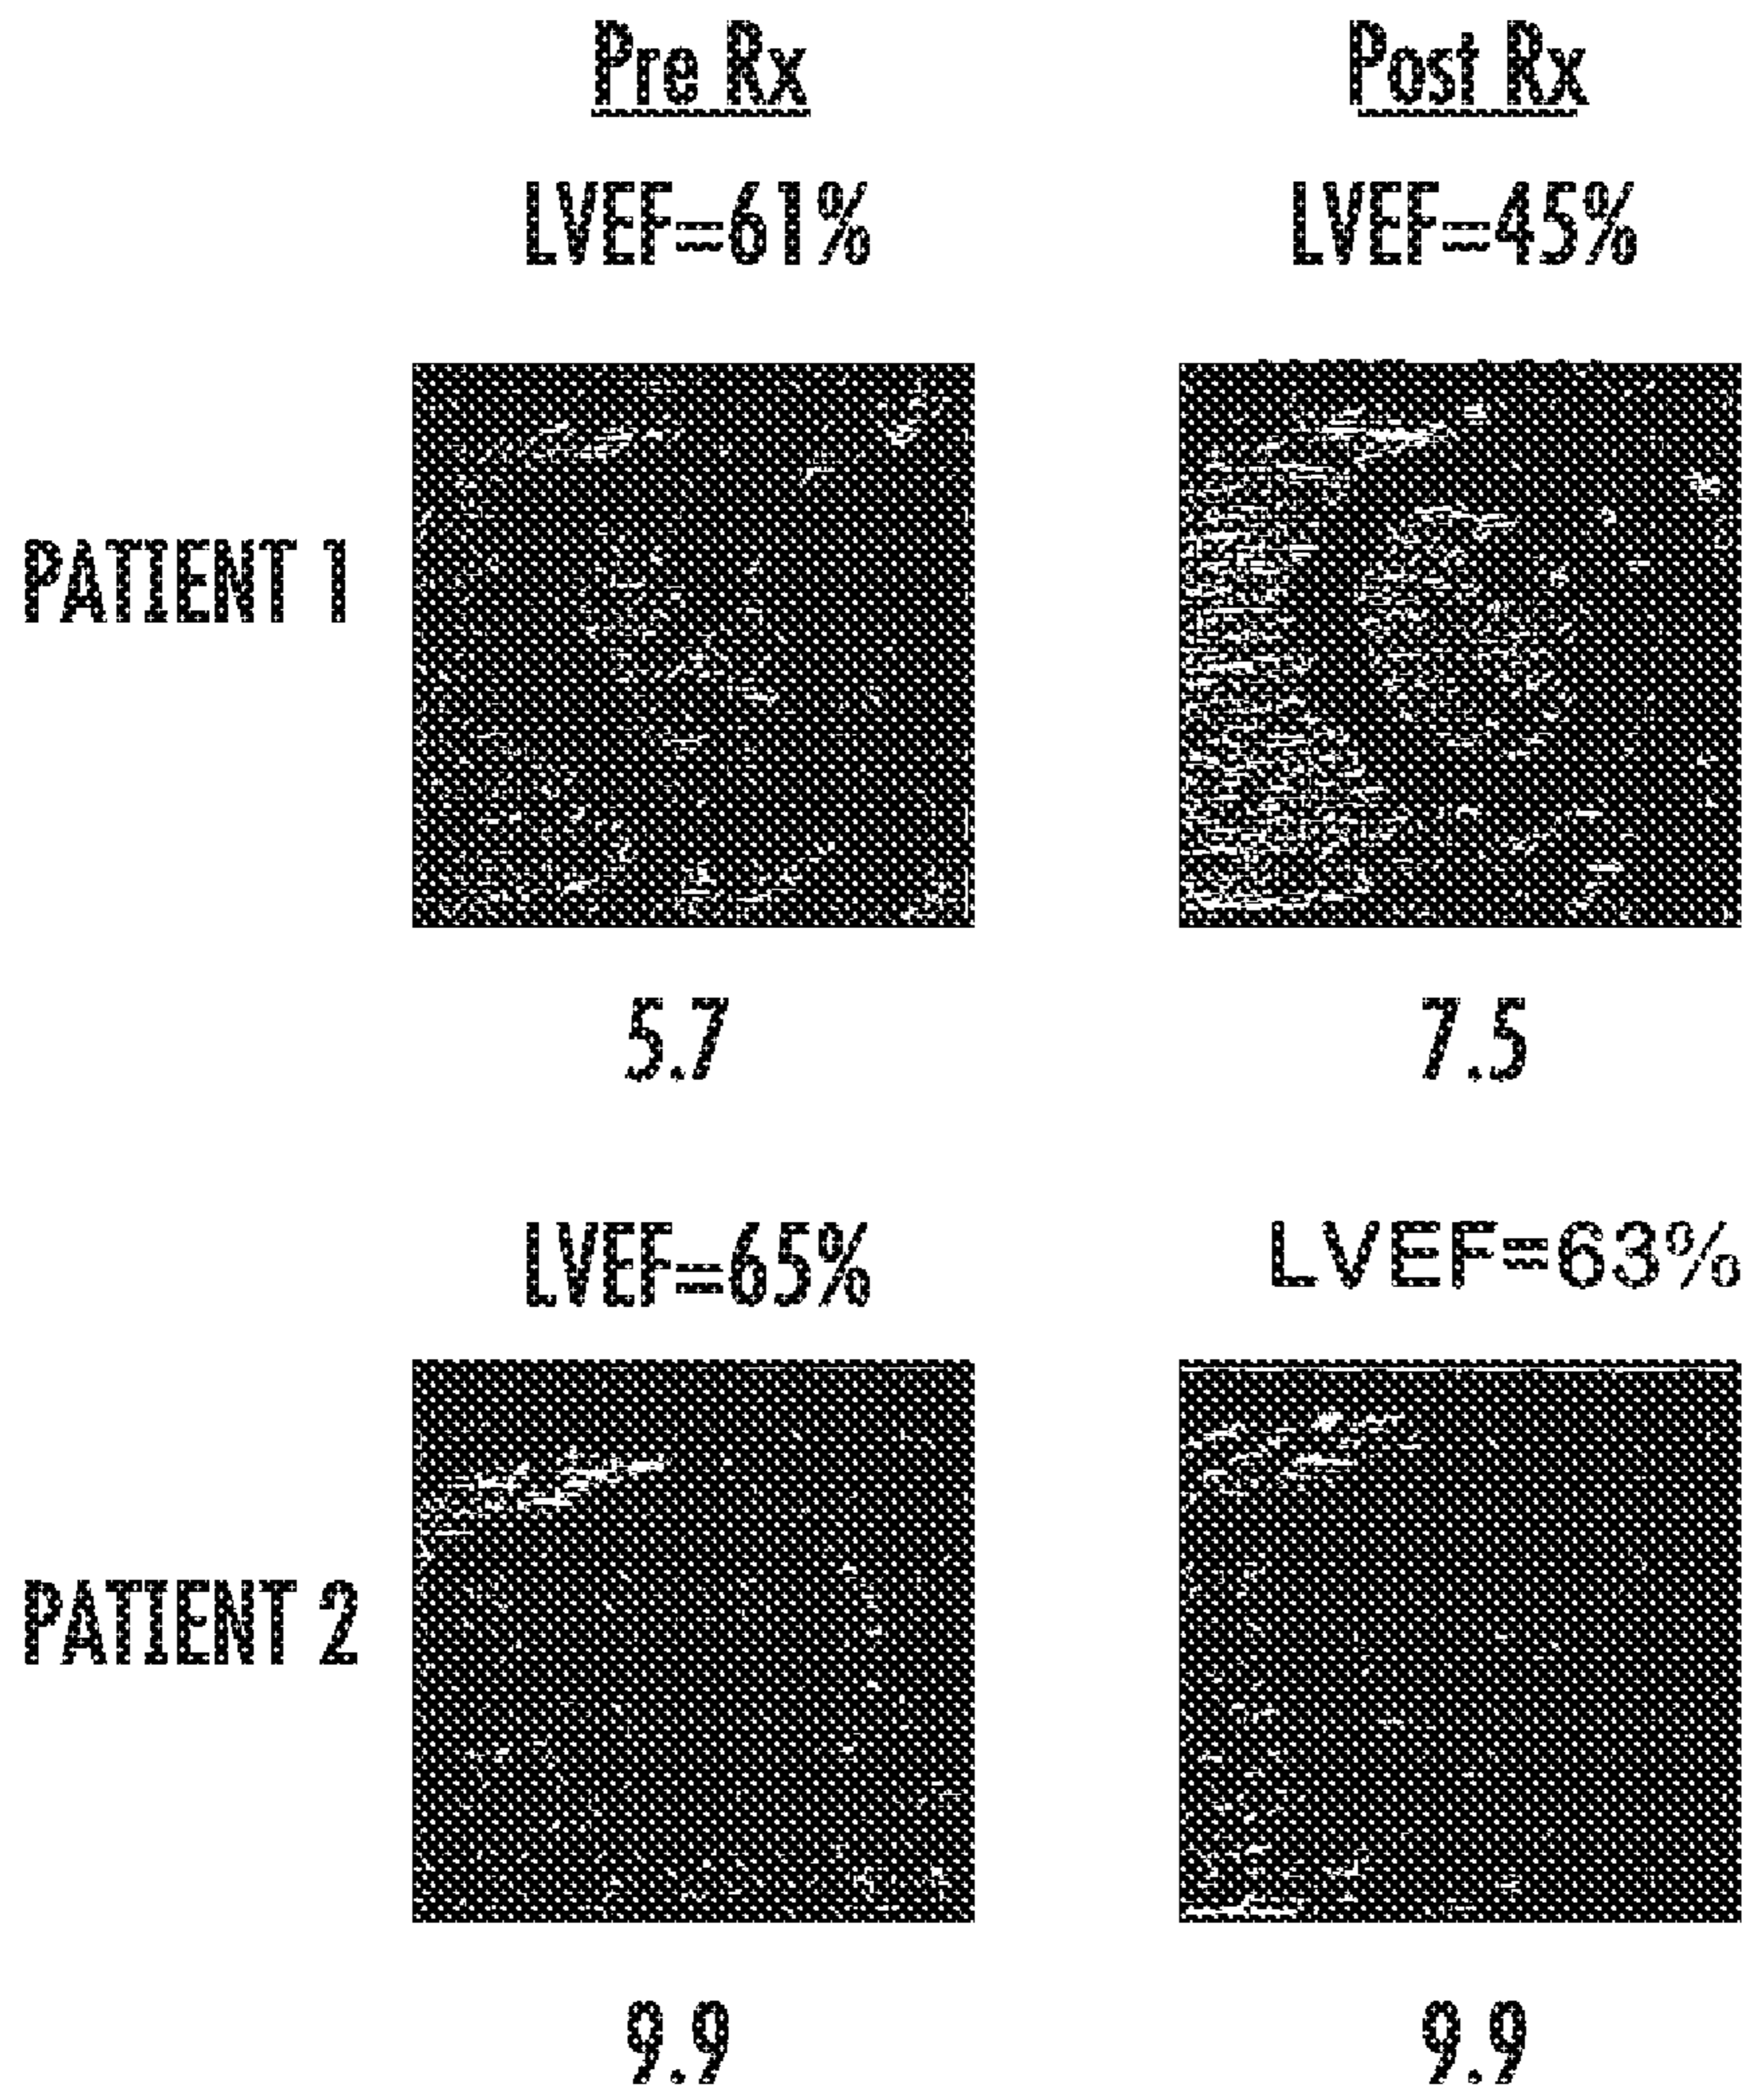 Pre Rx Post Rx
LVEF=61% LVEF=45%
PATIENT 1
5.7 7.5
LVEF=65% LVEF=63%
PATIENT 2
9.9 9.9